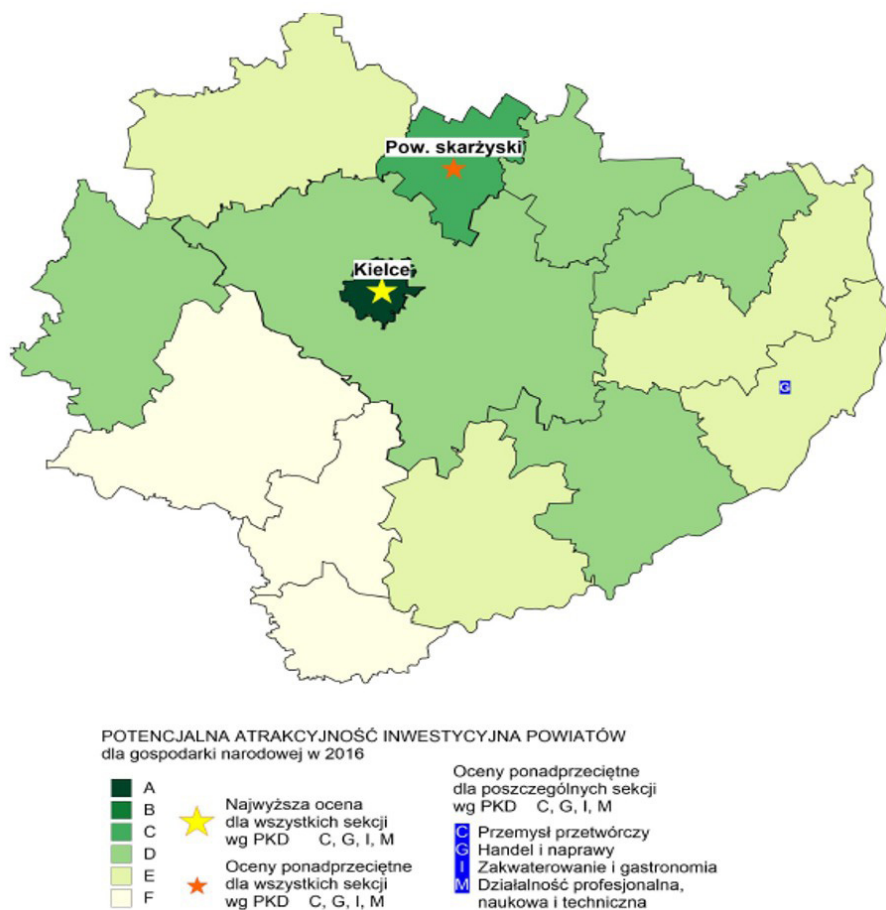 Pow. skarżyski
Kielce
G
POTENCJALNA ATRAKCYJNOŚĆ INWESTYCYJNA POWIATÓW
dla gospodarki narodowej w 2016
A
B
C
D
E
F
Najwyższa ocena
dla wszystkich sekcji
wg PKD C, G, I, M
Oceny ponadprzeciętne
dla wszystkich sekcji
wg PKD C, G, I, M
Oceny ponadprzeciętne
dla poszczególnych sekcji
wg PKD C, G, I, M
C Przemysł przetwórczy
G Handel i naprawy
I Zakwaterowanie i gastronomia
M Działalność profesjonalna,
naukowa i techniczna